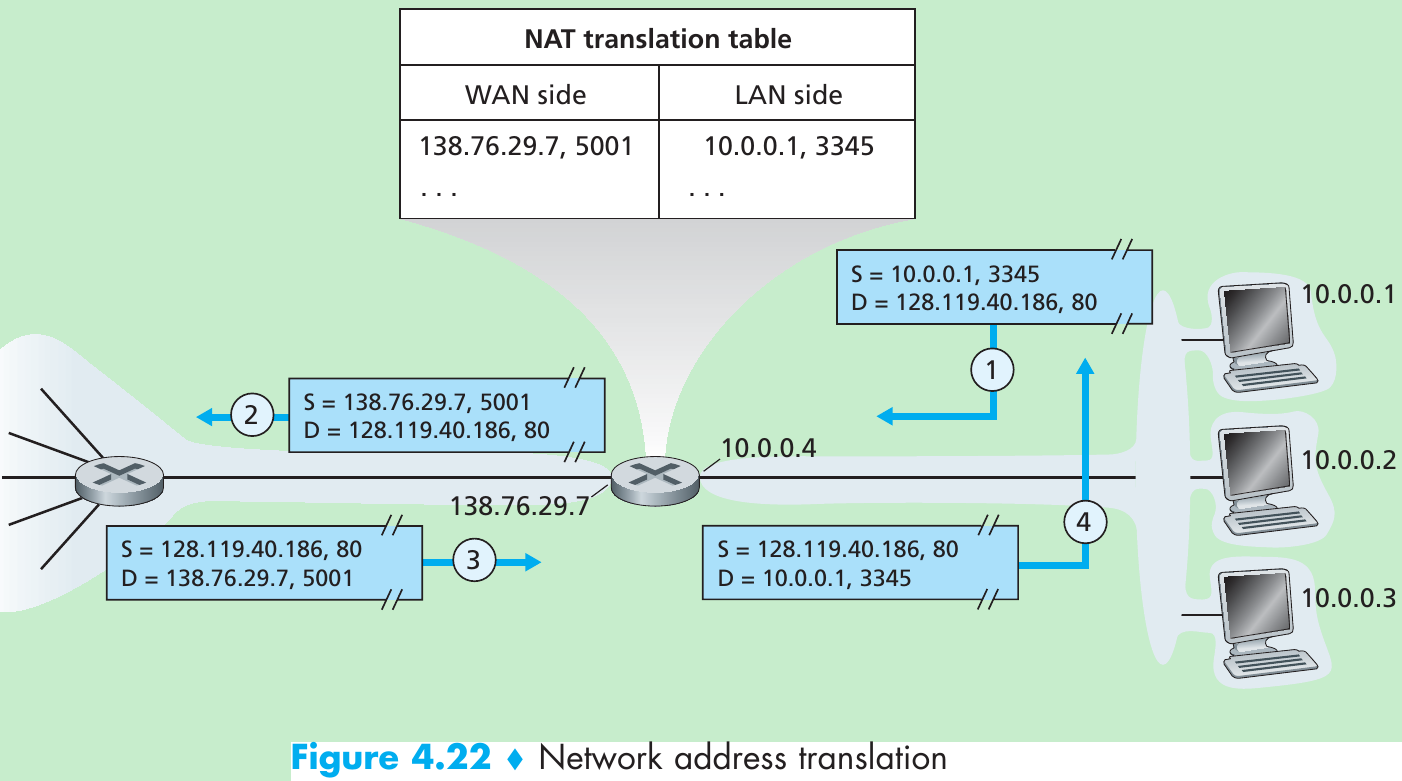 NAT translation table
WAN side LAN side
138.76.29.7, 5001 10.0.0.1, 3345
. . . . . .
S = 10.0.0.1, 3345
D = 128.119.40.186, 80
1
10.0.0.1
2
S = 138.76.29.7, 5001
D = 128.119.40.186, 80
10.0.0.4
10.0.0.2
138.76.29.7
4
S = 128.119.40.186, 80
D = 138.76.29.7, 5001
3
S = 128.119.40.186, 80
D = 10.0.0.1, 3345
10.0.0.3
Figure 4.22 ♦ Network address translation